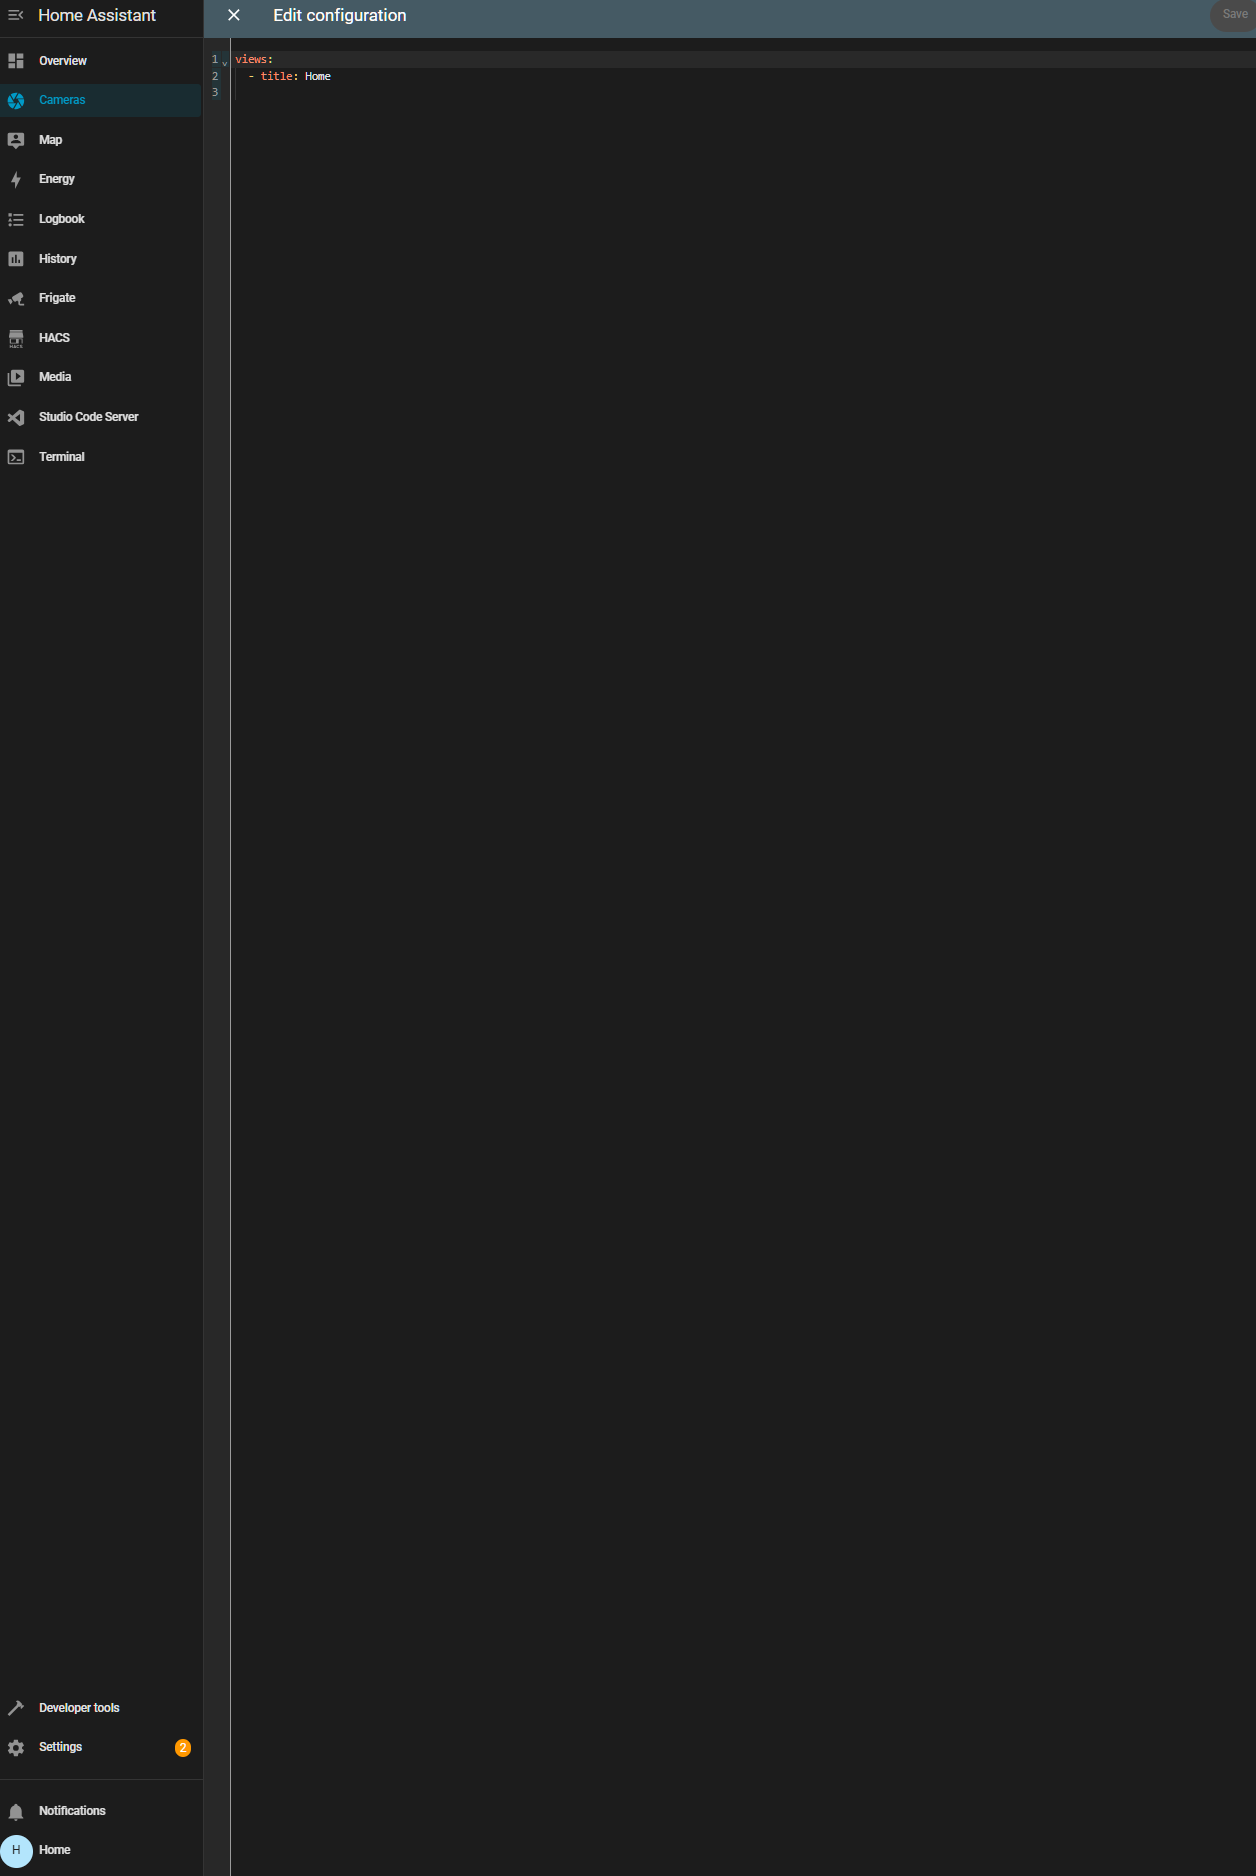 Home Assistant
Edit configuration
Save
Overview
Cameras
Map
Energy
Logbook
History
Frigate
HACS
HACS
Media
Studio Code Server
Terminal
1 views:
2 - title: Home
3
Developer tools
Settings 2
Notifications
H Home